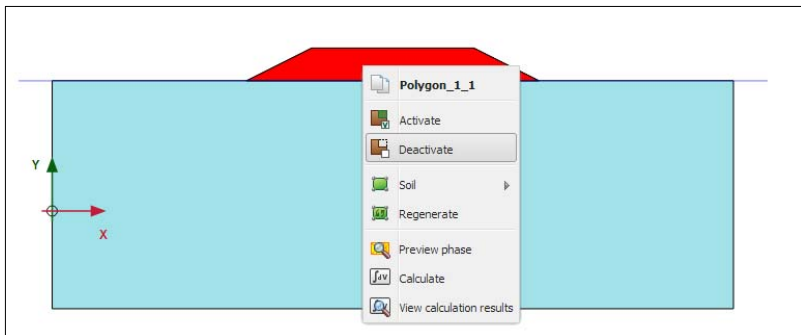 Polygon_1_1
Activate
Deactivate
Y
Soil
Regenerate
X
Preview phase
Calculate
View calculation results